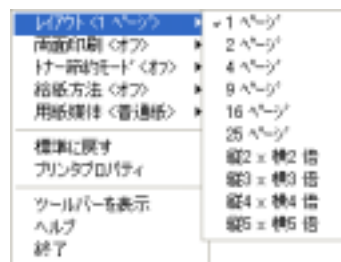 レイアウト <1 ページ>
両面印刷 <オフ>
トナー節約モード <オフ>
給紙方法 <オフ>
用紙媒体 <普通紙>
標準に戻す
プリンタプロパティ
ツールバーを表示
ヘルプ
終了
1 ページ
2 ページ
4 ページ
9 ページ
16 ページ
25 ページ
縦2 x 横2 倍
縦3 x 横3 倍
縦4 x 横4 倍
縦5 x 横5 倍